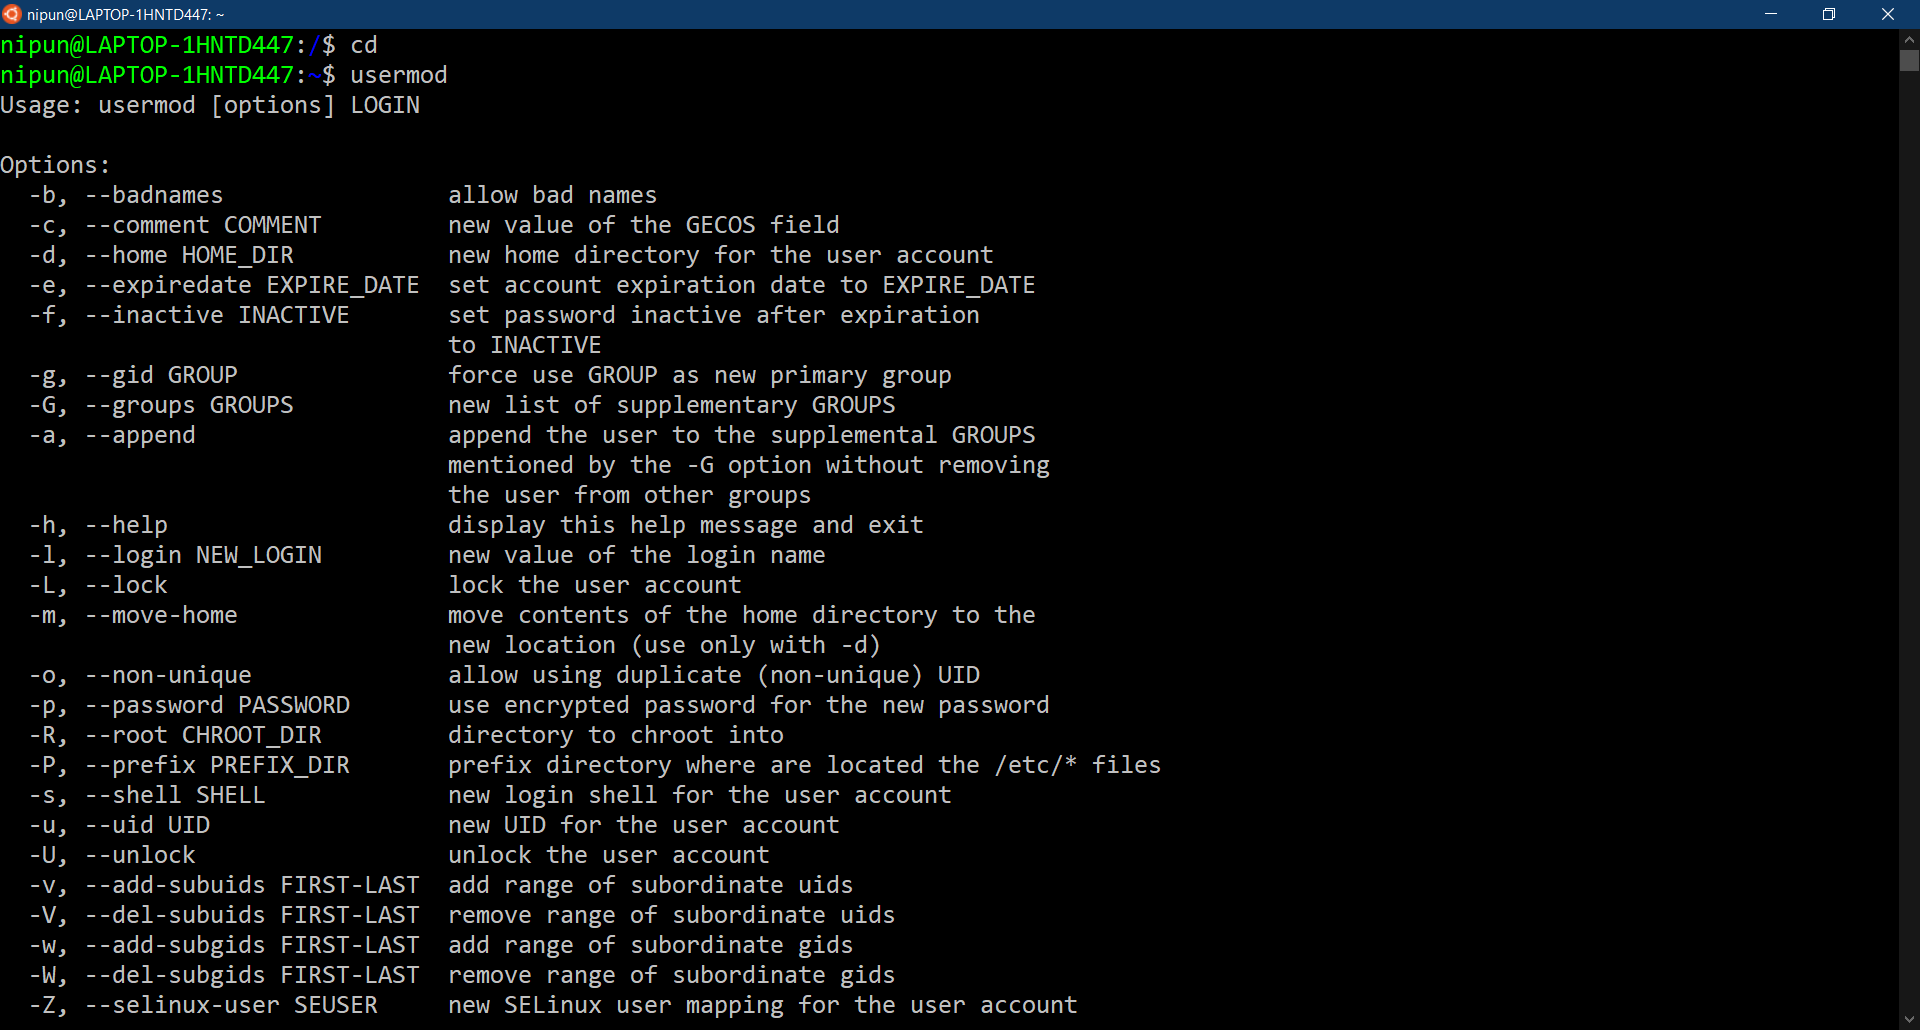 nipun@LAPTOP-1HNTD447: ~
nipun@LAPTOP-1HNTD447:/$ cd
nipun@LAPTOP-1HNTD447:~$ usermod
Usage: usermod [options] LOGIN

Options:
  -b, --badnames                allow bad names
  -c, --comment COMMENT         new value of the GECOS field
  -d, --home HOME_DIR           new home directory for the user account
  -e, --expiredate EXPIRE_DATE  set account expiration date to EXPIRE_DATE
  -f, --inactive INACTIVE       set password inactive after expiration
                                to INACTIVE
  -g, --gid GROUP               force use GROUP as new primary group
  -G, --groups GROUPS           new list of supplementary GROUPS
  -a, --append                  append the user to the supplemental GROUPS
                                mentioned by the -G option without removing
                                the user from other groups
  -h, --help                    display this help message and exit
  -l, --login NEW_LOGIN         new value of the login name
  -L, --lock                    lock the user account
  -m, --move-home               move contents of the home directory to the
                                new location (use only with -d)
  -o, --non-unique              allow using duplicate (non-unique) UID
  -p, --password PASSWORD       use encrypted password for the new password
  -R, --root CHROOT_DIR         directory to chroot into
  -P, --prefix PREFIX_DIR       prefix directory where are located the /etc/* files
  -s, --shell SHELL             new login shell for the user account
  -u, --uid UID                 new UID for the user account
  -U, --unlock                  unlock the user account
  -v, --add-subuids FIRST-LAST  add range of subordinate uids
  -V, --del-subuids FIRST-LAST  remove range of subordinate uids
  -w, --add-subgids FIRST-LAST  add range of subordinate gids
  -W, --del-subgids FIRST-LAST  remove range of subordinate gids
  -Z, --selinux-user SEUSER     new SELinux user mapping for the user account